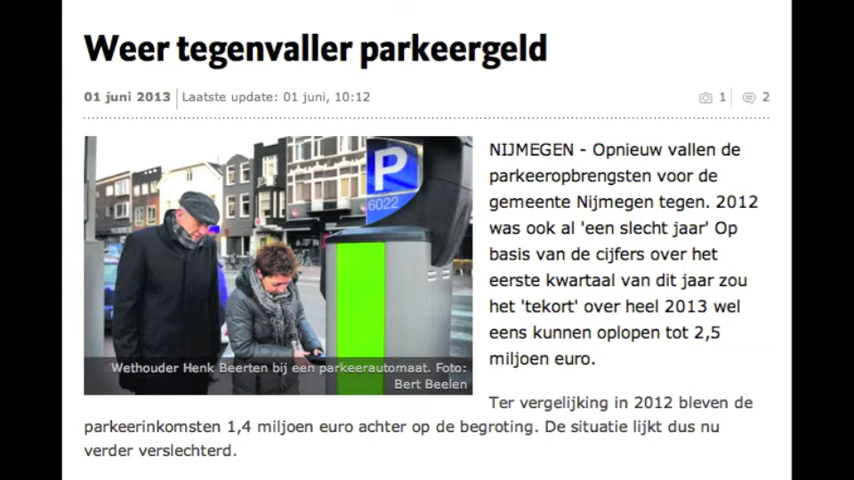 Weer tegenvaller parkeergeld
01 juni 2013 Laatste update: 01 juni, 10:12 1 2
P
6022
Wethouder Henk Beerten bij een parkeerautomaat. Foto:
Bert Beelen
NIJMEGEN - Opnieuw vallen de
parkeeropbrengsten voor de
gemeente Nijmegen tegen. 2012
was ook al 'een slecht jaar' Op
basis van de cijfers over het
eerste kwartaal van dit jaar zou
het 'tekort' over heel 2013 wel
eens kunnen oplopen tot 2,5
miljoen euro.
Ter vergelijking in 2012 bleven de
parkeerinkomsten 1,4 miljoen euro achter op de begroting. De situatie lijkt dus nu
verder verslechterd.